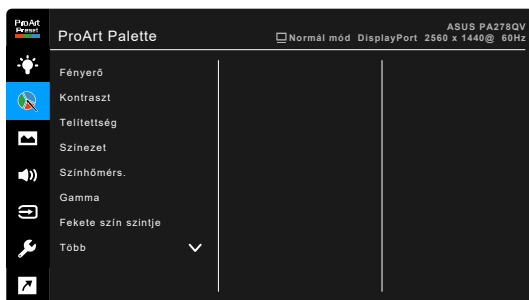 ProArt
Preset
ProArt Palette
ASUS PA278QV
Normál mód DisplayPort 2560 x 1440@ 60Hz
Fényerő
Kontraszt
Telítettség
Színezet
Színhőmérs.
Gamma
Fekete szín szintje
Több